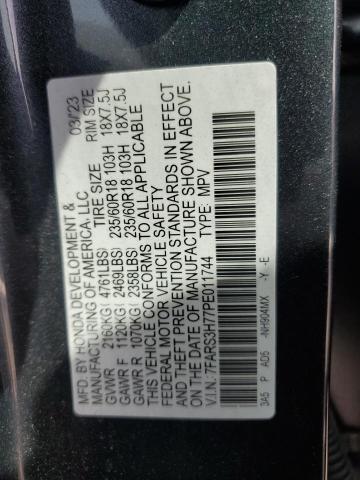 MFD. BY HONDA DEVELOPMENT & 03/23
MANUFACTURING OF AMERICA, LLC.
TIRE SIZE RIM SIZE
GVWR 2160KG( 4761LBS)
GAWR F 1120KG( 2469LBS) 235/60R18 103H 18X7.5J
GAWR R 1070KG( 2358LBS) 235/60R18 103H 18X7.5J
THIS VEHICLE CONFORMS TO ALL APPLICABLE
FEDERAL MOTOR VEHICLE SAFETY
AND THEFT PREVENTION STANDARDS IN EFFECT
ON THE DATE OF MANUFACTURE SHOWN ABOVE.
V.I.N.: 7FARS3H77PE011744 TYPE: MPV
3A5 P A05 -NH904MX -Y -E